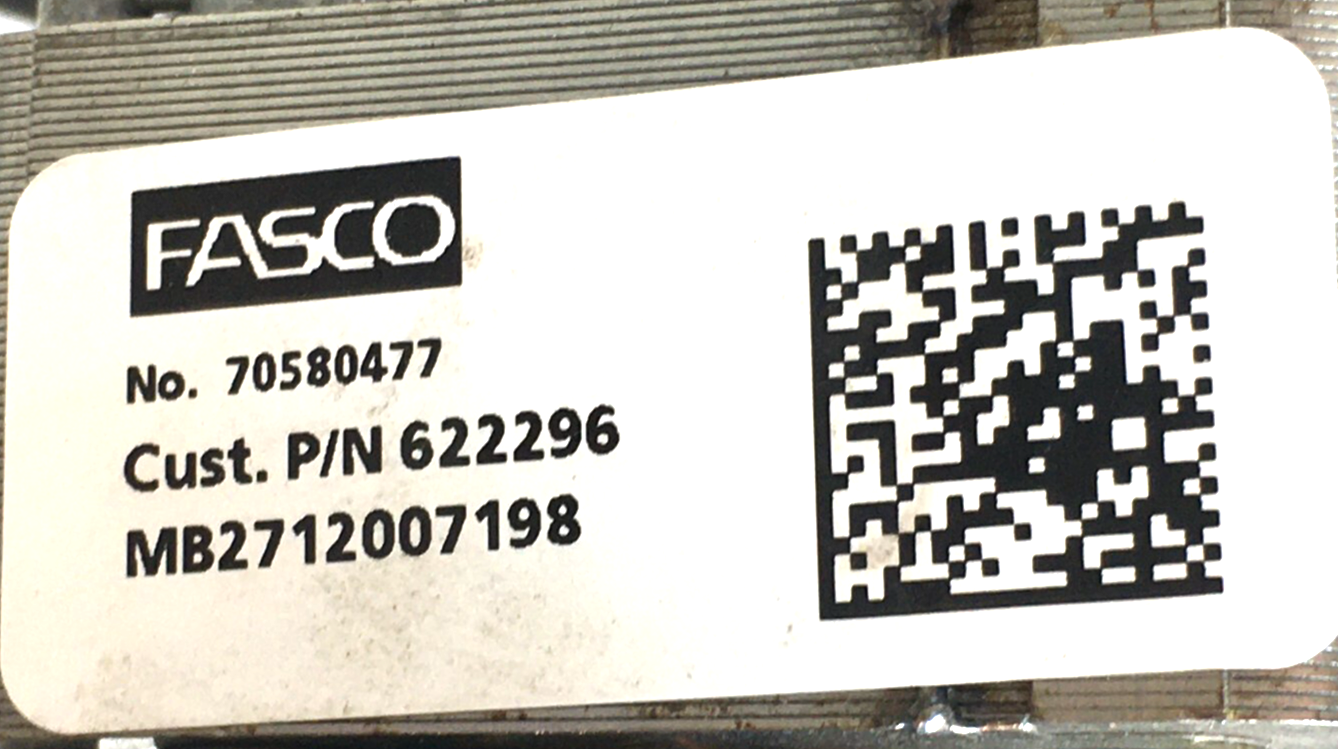 FASCO
No. 70580477
Cust. P/N 622296
MB2712007198